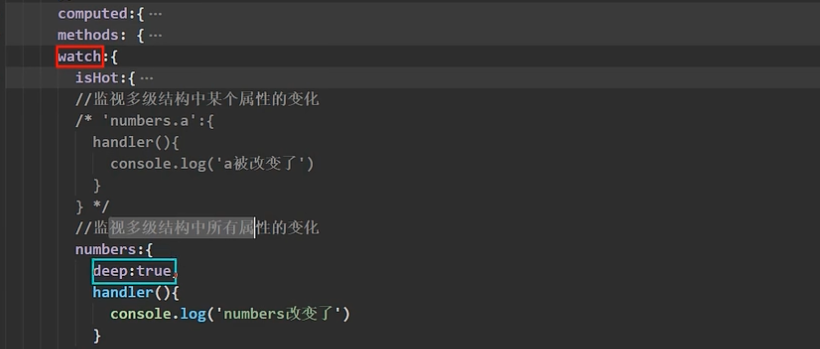 computed:{ ···
methods: { ···
watch:{
isHot:{ ···
//监视多级结构中某个属性的变化
/* 'numbers.a':{
handler(){
console.log('a被改变了')
}
} */
//监视多级结构中所有属性的变化
numbers:{
deep:true,
handler(){
console.log('numbers改变了')
}